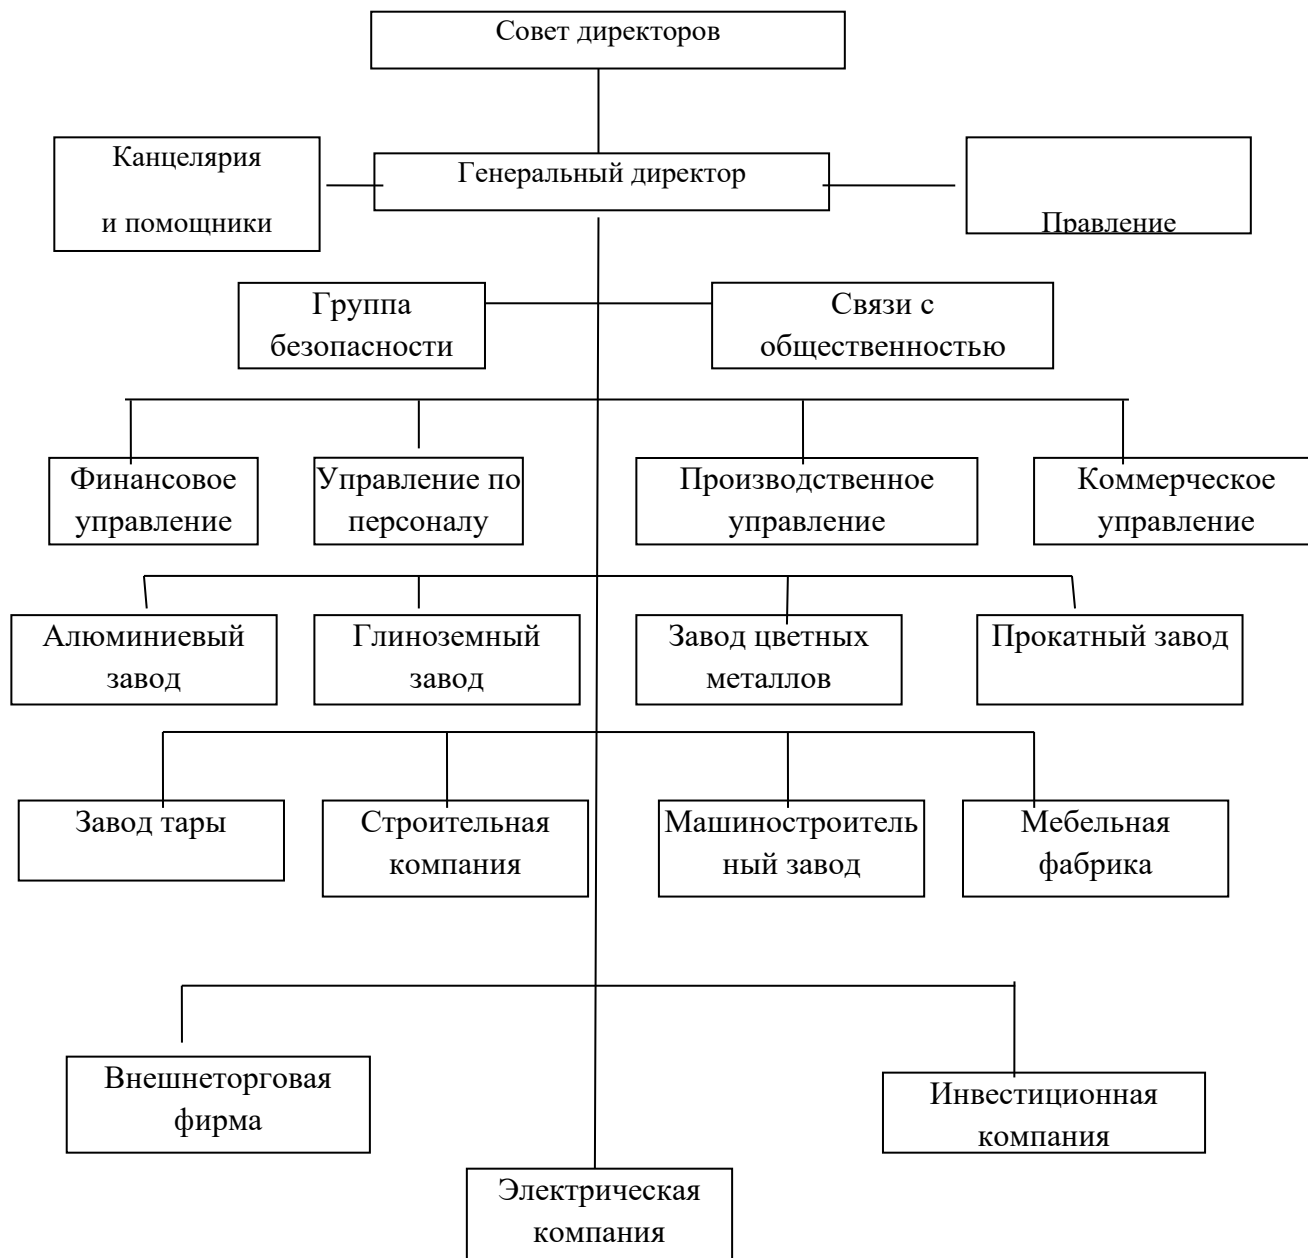 Совет директоров
Канцелярия
и помощники
Генеральный директор
Правление
Группа
безопасности
Связи с
общественностью
Финансовое
управление
Управление по
персоналу
Производственное
управление
Коммерческое
управление
Алюминиевый
завод
Глиноземный
завод
Завод цветных
металлов
Прокатный завод
Завод тары
Строительная
компания
Машиностроитель
ный завод
Мебельная
фабрика
Внешнеторговая
фирма
Инвестиционная
компания
Электрическая
компания